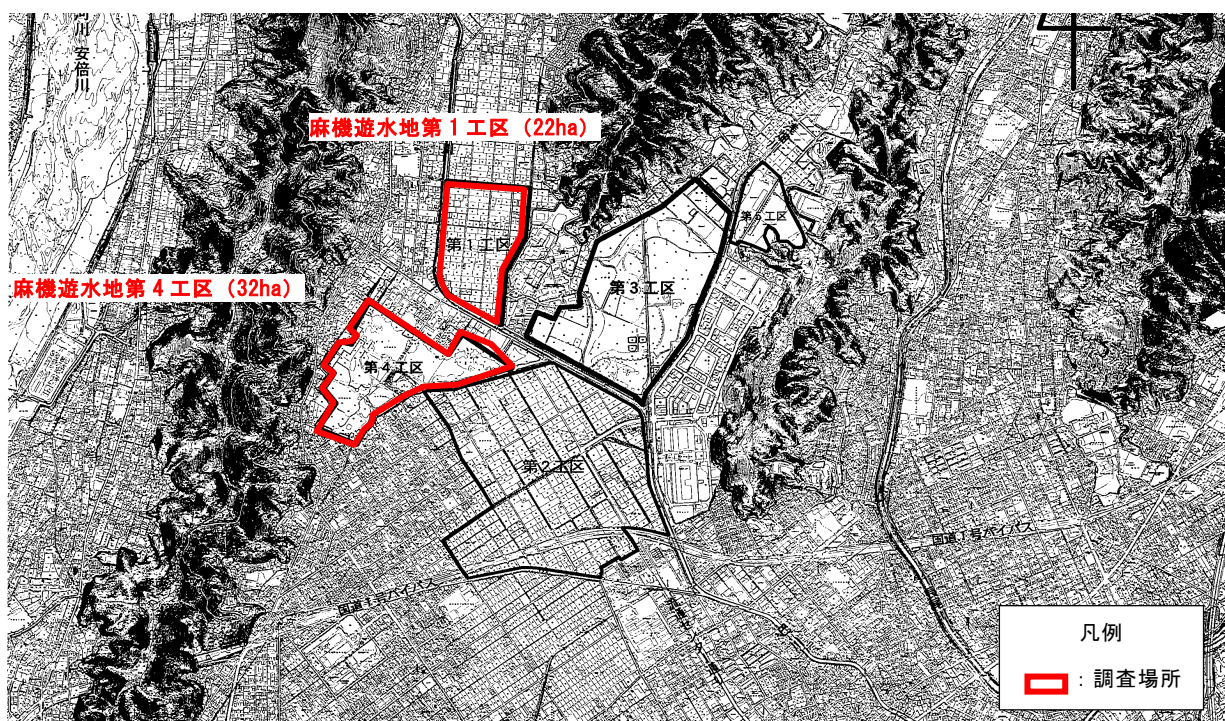 安倍川
麻機遊水地第1工区（22ha）
第1工区
第5工区
麻機遊水地第4工区（32ha）
第3工区
第4工区
第2工区
国道1号バイパス
国道1号バイパス
凡例
：調査場所